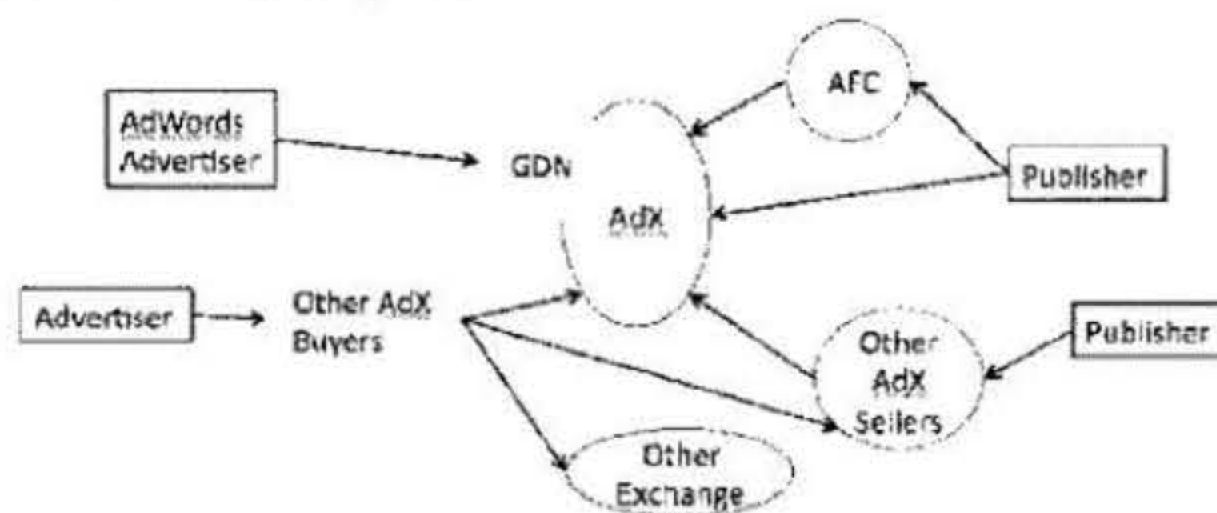 AFC
AdWords
Advertiser
GDN
Publisher
AdX
Advertiser
Other AdX
Buyers
Other
AdX
Sellers
Publisher
Other
Exchange